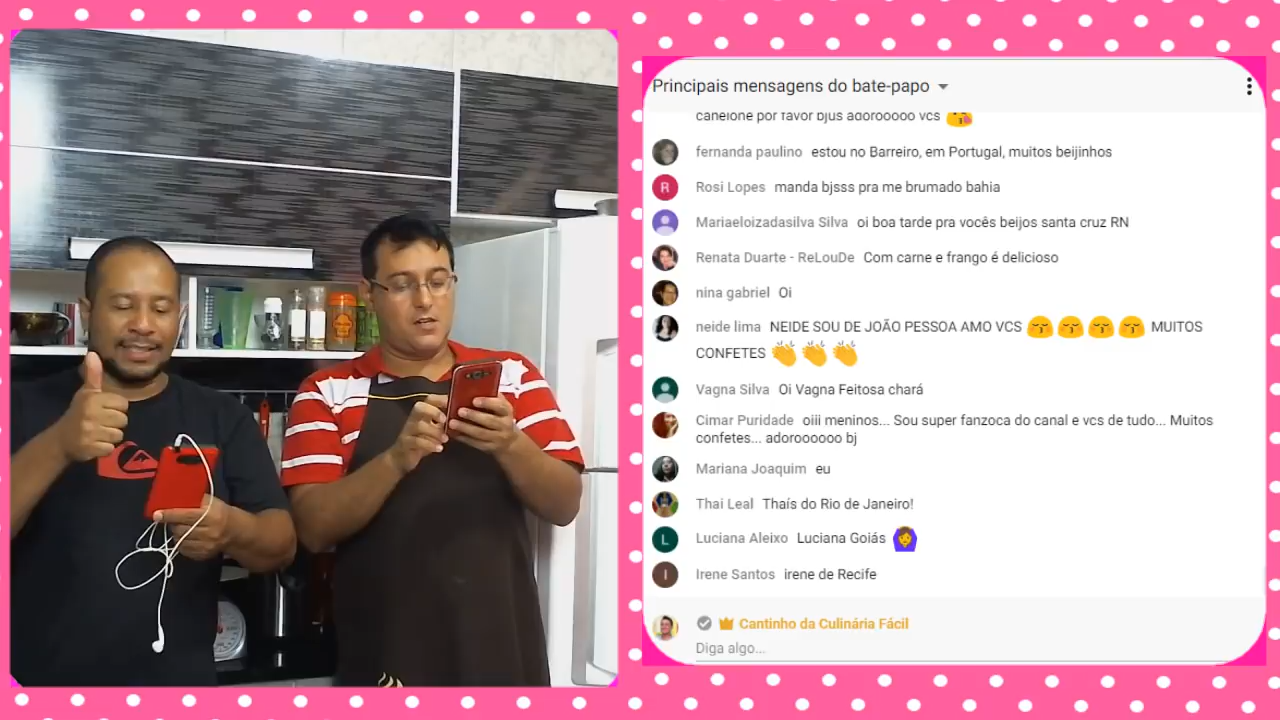 Principais mensagens do bate-papo
canelone por favor bjus adorooooo vcs
fernanda paulino estou no Barreiro, em Portugal, muitos beijinhos
R Rosi Lopes manda bjsss pra me brumado bahia
Mariaeloizadasilva Silva oi boa tarde pra vocês beijos santa cruz RN
Renata Duarte - ReLouDe Com carne e frango é delicioso
nina gabriel Oi
neide lima NEIDE SOU DE JOÃO PESSOA AMO VCS 😚😚😚😚 MUITOS
CONFETES 👏👏👏
Vagna Silva Oi Vagna Feitosa chará
Cimar Puridade oiii meninos... Sou super fanzoca do canal e vcs de tudo... Muitos
confetes... adorooooooo bj
Mariana Joaquim eu
Thai Leal Thaís do Rio de Janeiro!
L Luciana Aleixo Luciana Goiás
I Irene Santos irene de Recife
Cantinho da Culinária Fácil
Diga algo...